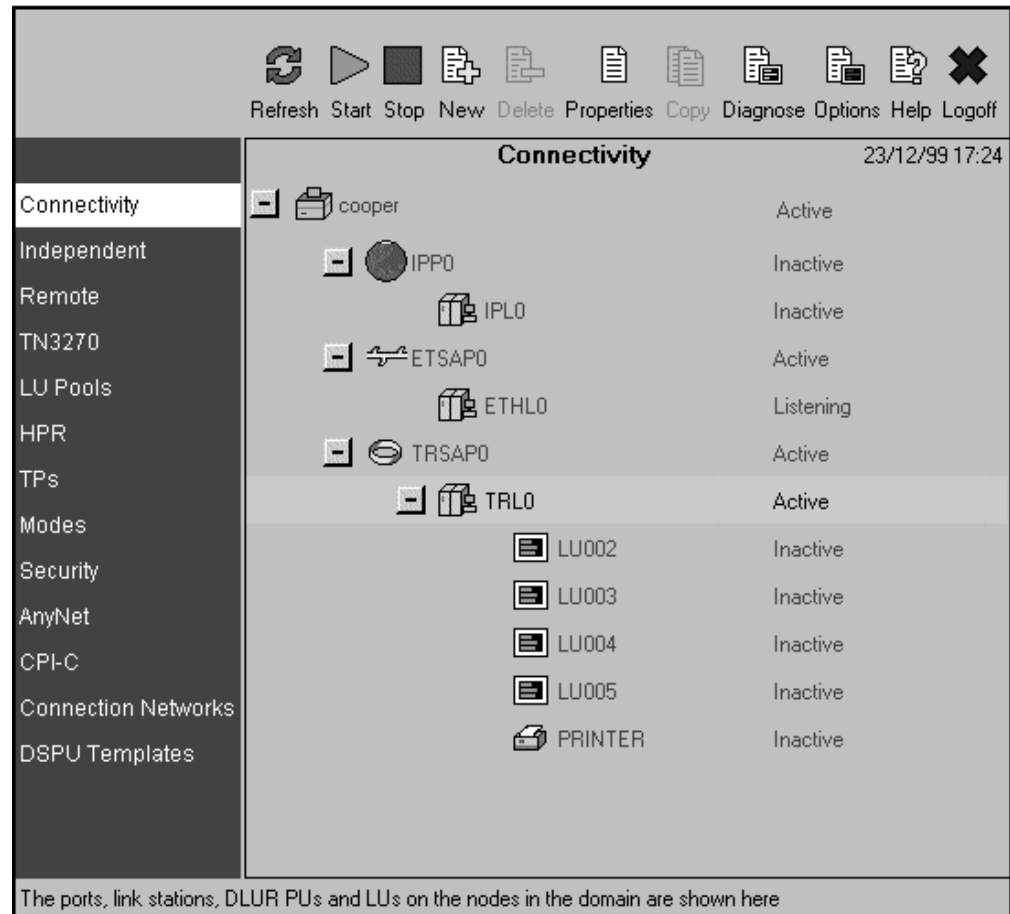 Refresh Start Stop New Delete Properties Copy Diagnose Options Help Logoff
Connectivity 23/12/99 17:24
Connectivity
Independent
Remote
TN3270
LU Pools
HPR
TPs
Modes
Security
AnyNet
CPI-C
Connection Networks
DSPU Templates
cooper Active
IPP0 Inactive
IPL0 Inactive
ETSAP0 Active
ETHL0 Listening
TRSAP0 Active
TRL0 Active
LU002 Inactive
LU003 Inactive
LU004 Inactive
LU005 Inactive
PRINTER Inactive
The ports, link stations, DLUR PUs and LUs on the nodes in the domain are shown here